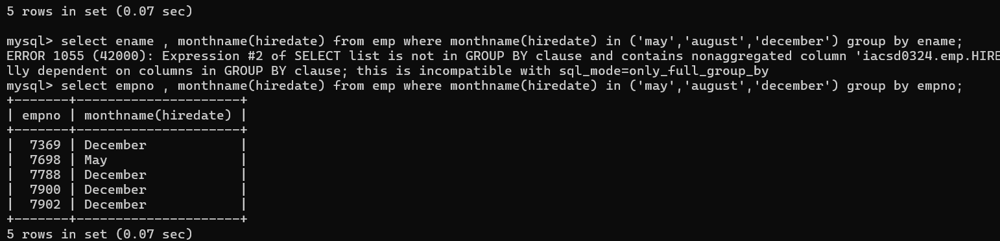 5 rows in set (0.07 sec)
mysql> select ename , monthname(hiredate) from emp where monthname(hiredate) in ('may','august','december') group by ename;
ERROR 1055 (42000): Expression #2 of SELECT list is not in GROUP BY clause and contains nonaggregated column 'iacsd0324.emp.HIRE
lly dependent on columns in GROUP BY clause; this is incompatible with sql_mode=only_full_group_by
mysql> select empno , monthname(hiredate) from emp where monthname(hiredate) in ('may','august','december') group by empno;
+-------+---------------------+
| empno | monthname(hiredate) |
+-------+---------------------+
|  7369 | December            |
|  7698 | May                 |
|  7788 | December            |
|  7900 | December            |
|  7902 | December            |
+-------+---------------------+
5 rows in set (0.07 sec)